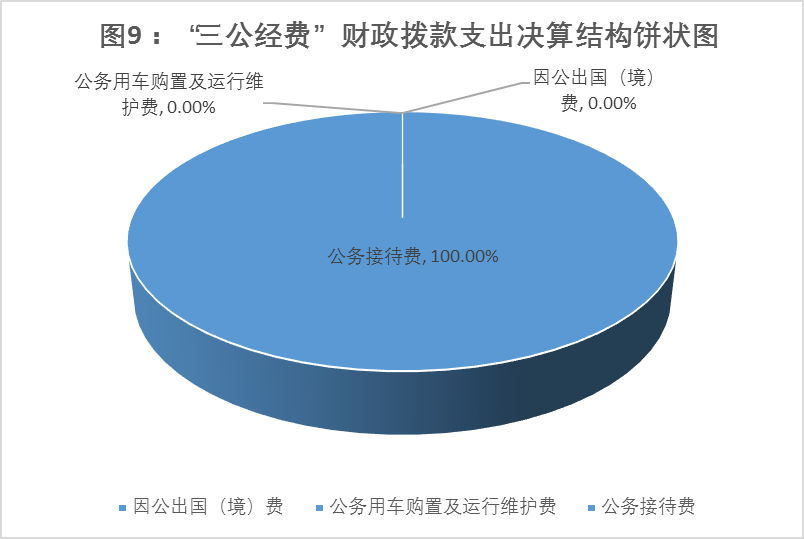 图9：“三公经费”财政拨款支出决算结构饼状图
公务用车购置及运行维
护费, 0.00%
因公出国（境）
费, 0.00%
公务接待费, 100.00%
因公出国（境）费
公务用车购置及运行维护费
公务接待费